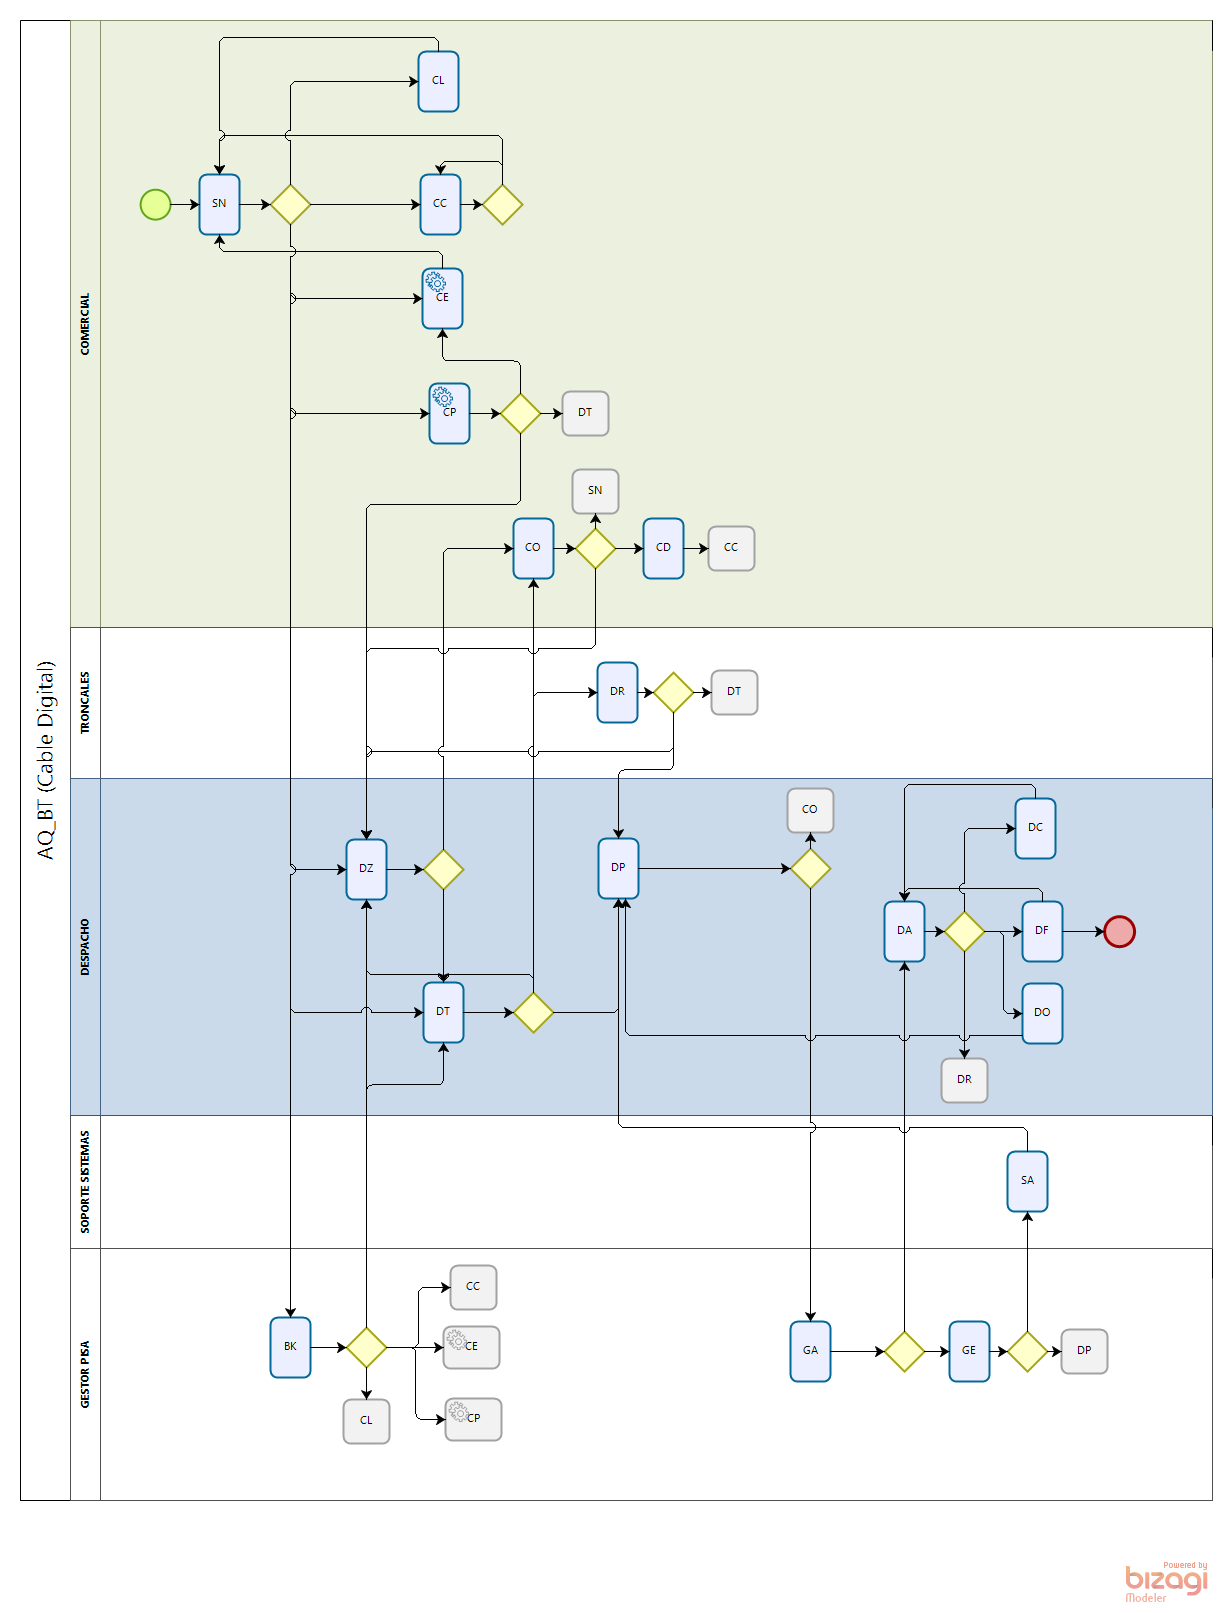 AQ_BT (Cable Digital)
COMERCIAL
CL
SN
CC
CE
CP
DT
SN
CO
CD
CC
TRONCALES
DR
DT
DESPACHO
CO
DC
DZ
DP
DA
DF
DT
DO
DR
SOPORTE SISTEMAS
SA
GESTOR PISA
CC
BK
CE
GA
GE
DP
CL
CP
Powered by
bizagi
Modeler